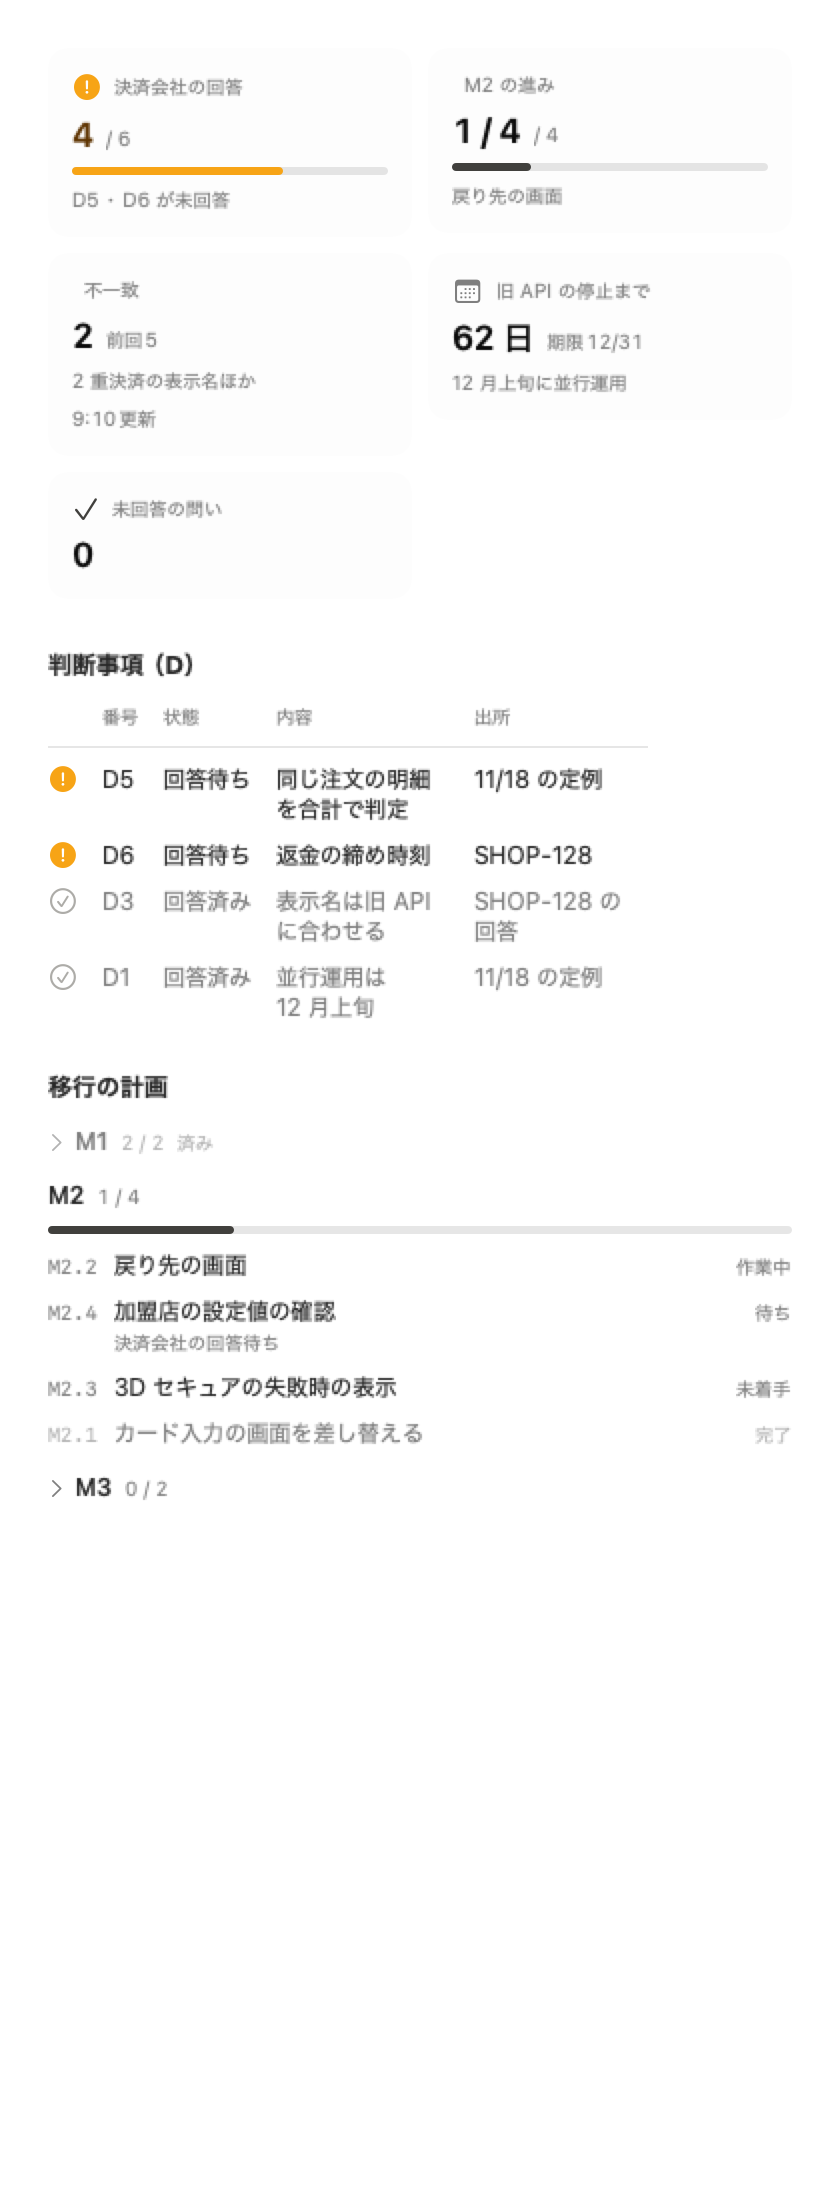 決済会社の回答
4 / 6
D5・D6 が未回答
M2 の進み
1 / 4 / 4
戻り先の画面
不一致
2 前回 5
2 重決済の表示名ほか
9:10 更新
旧 API の停止まで
62 日 期限 12/31
12 月上旬に並行運用
未回答の問い
0
判断事項（D）
番号 状態 内容 出所
D5 回答待ち 同じ注文の明細 11/18 の定例
を合計で判定
D6 回答待ち 返金の締め時刻 SHOP-128
D3 回答済み 表示名は旧 API SHOP-128 の
に合わせる 回答
D1 回答済み 並行運用は 11/18 の定例
12 月上旬
移行の計画
M1 2 / 2 済み
M2 1 / 4
M2.2 戻り先の画面 作業中
M2.4 加盟店の設定値の確認 待ち
決済会社の回答待ち
M2.3 3D セキュアの失敗時の表示 未着手
M2.1 カード入力の画面を差し替える 完了
M3 0 / 2